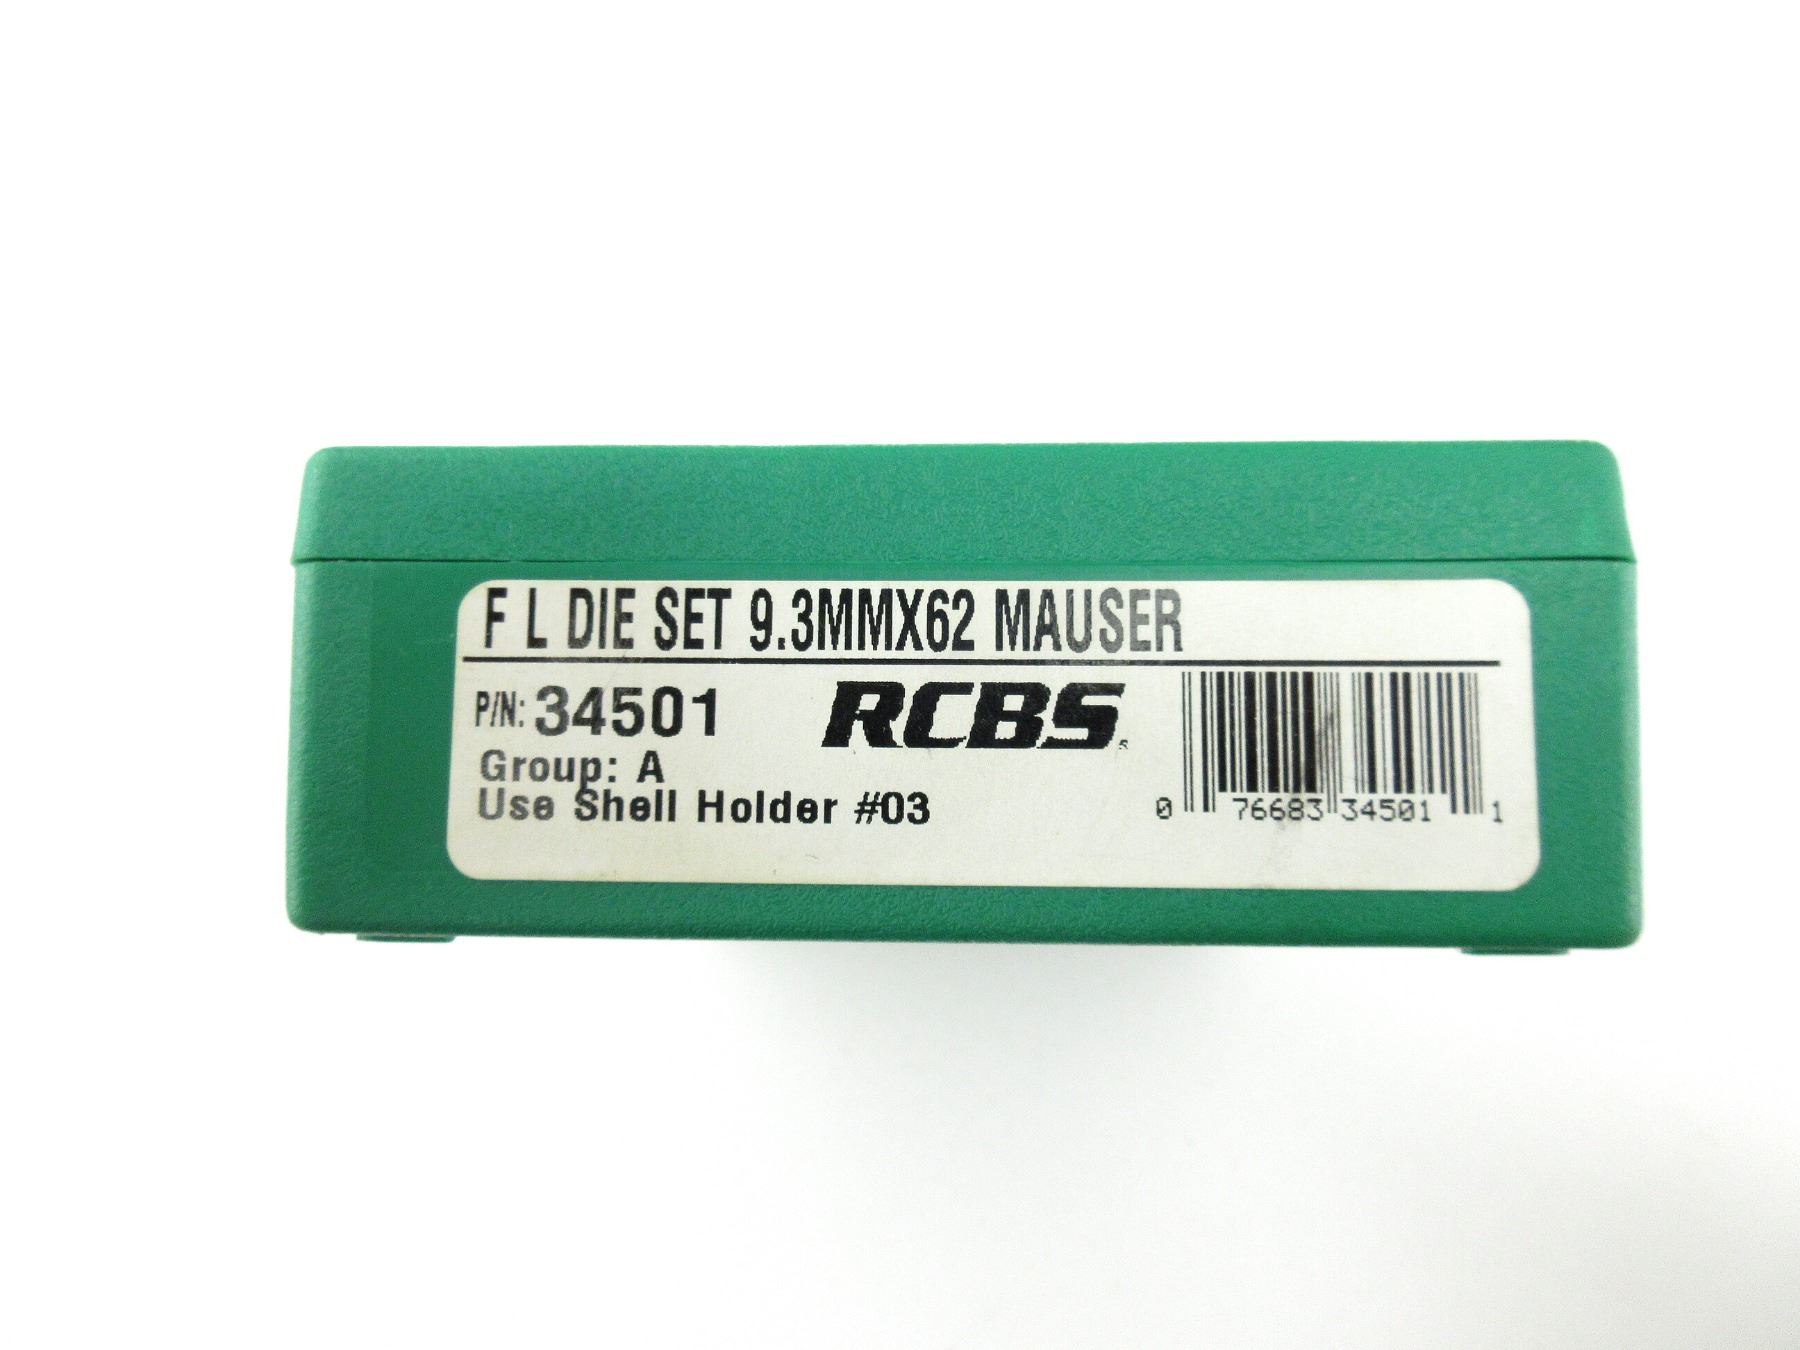 F L DIE SET 9.3MMX62 MAUSER
P/N: 34501
RCBS
Group: A
Use Shell Holder #03
0 76683 34501 1